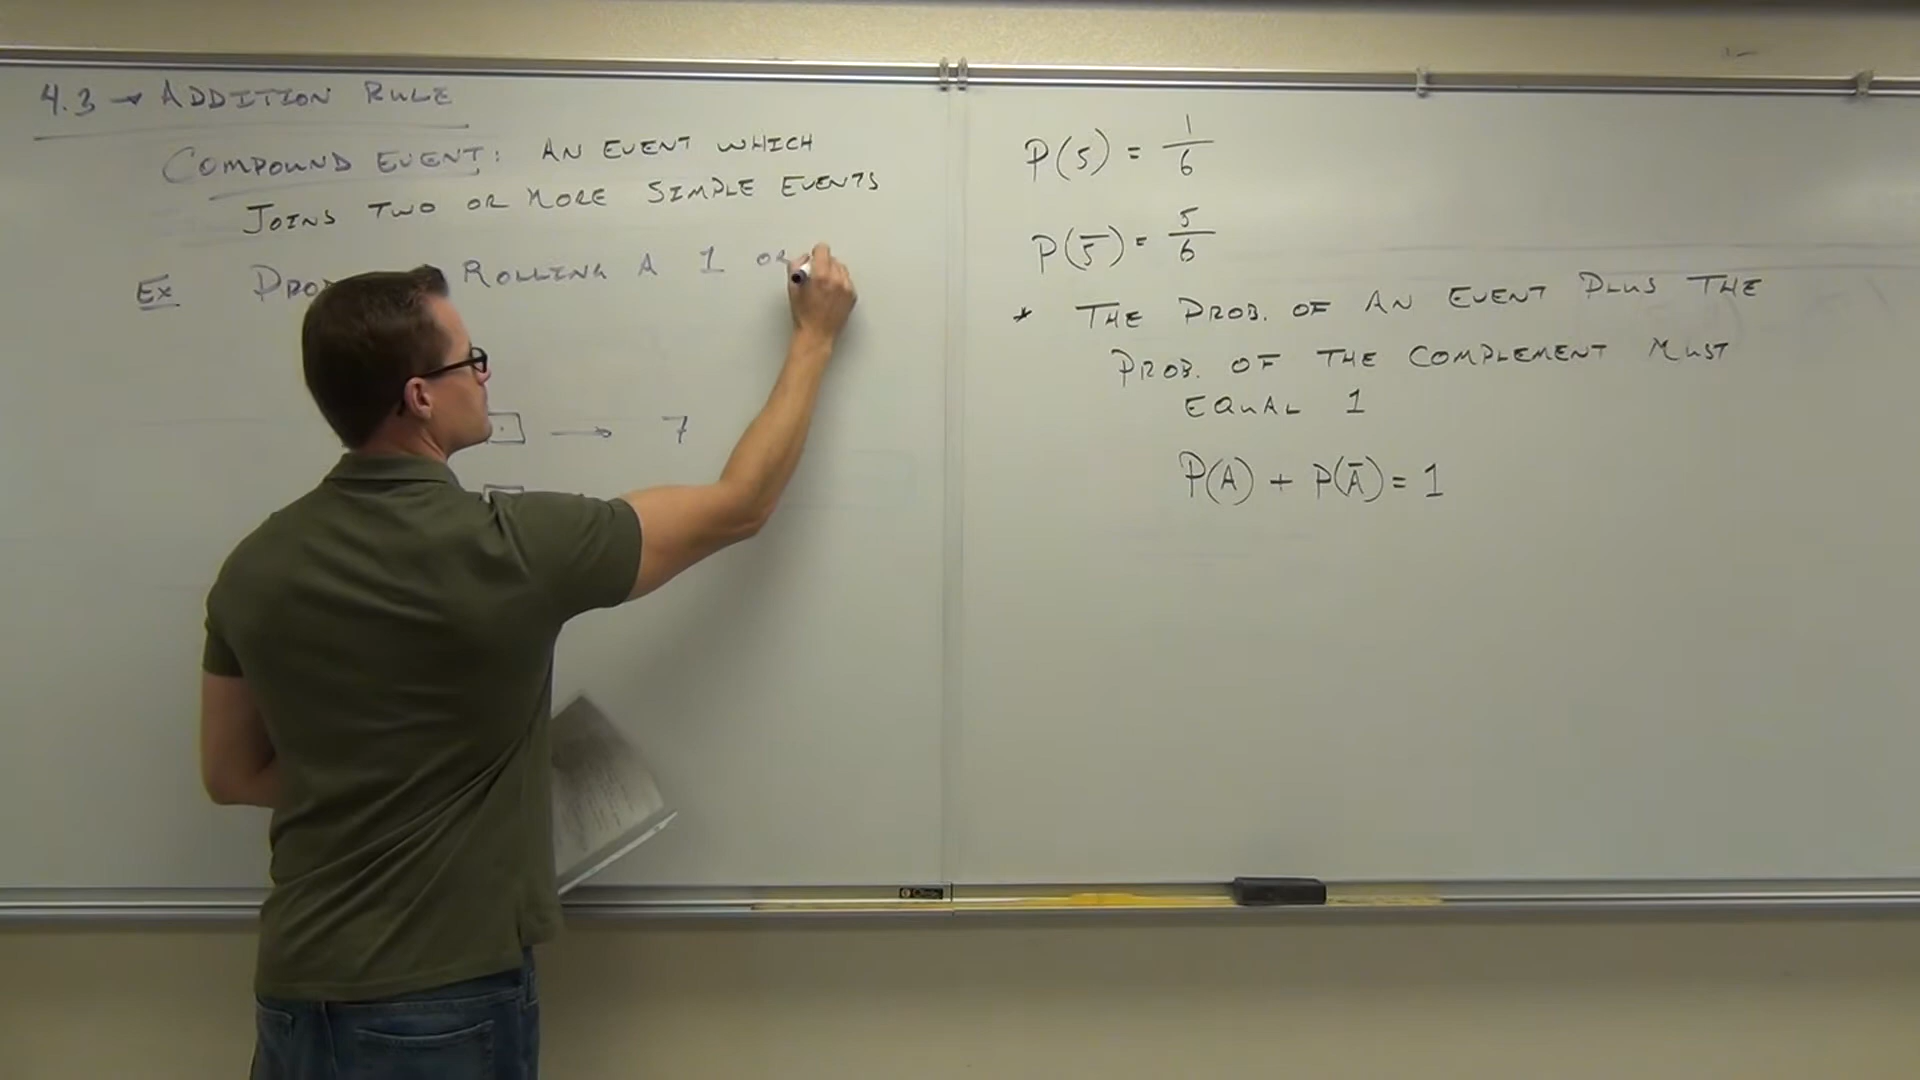 4.3 → ADDITION RULE
COMPOUND EVENT: AN EVENT WHICH
JOINS TWO OR MORE SIMPLE EVENTS
Ex ROLLING A 1 OR
→ 7
P(5) = 1/6
P(5̅) = 5/6
* THE PROB. OF AN EVENT PLUS THE
PROB. OF THE COMPLEMENT MUST
EQUAL 1
P(A) + P(A̅) = 1